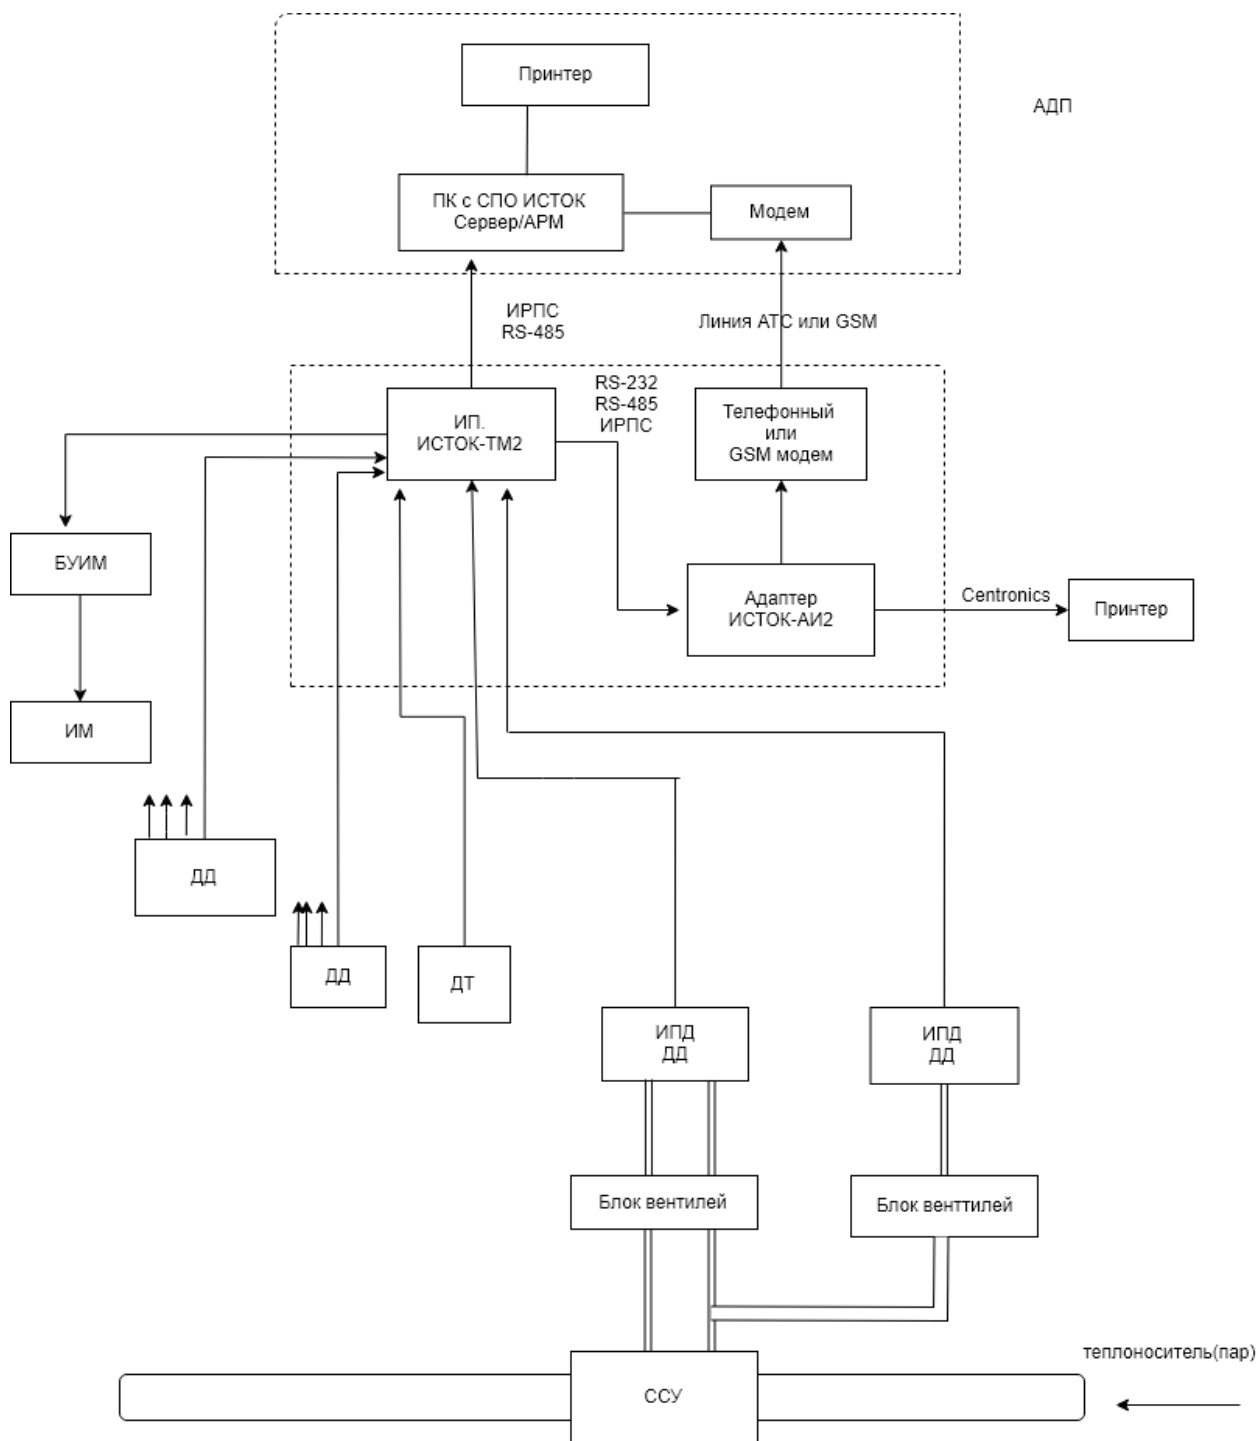 Принтер
АДП
ПК с СПО ИСТОК
Сервер/АРМ
Модем
ИРПС
RS-485
Линия АТС или GSM
RS-232
RS-485
ИРПС
ИП.
ИСТОК-ТМ2
Телефонный
или
GSM модем
БУИМ
Адаптер
ИСТОК-АИ2
Centronics
Принтер
ИМ
ДД
ДД
ДТ
ИПД
ДД
ИПД
ДД
Блок вентилей
Блок венттилей
теплоноситель(пар)
ССУ